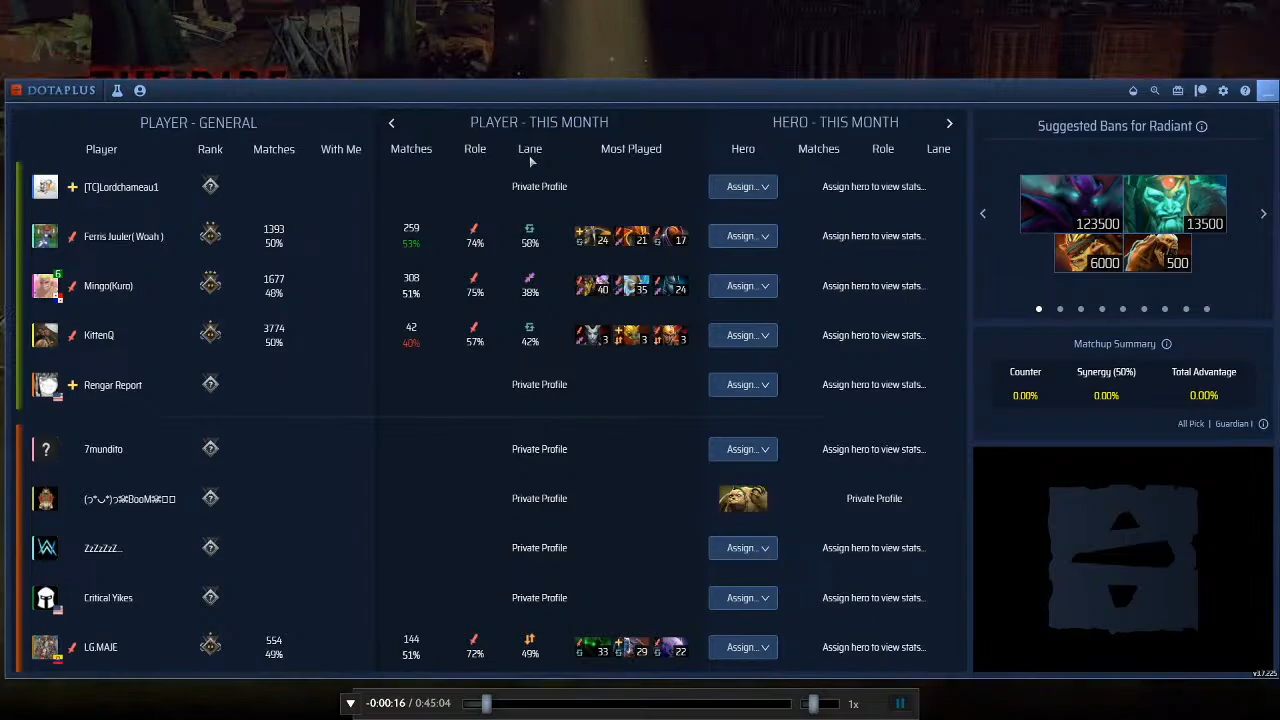 DOTAPLUS
PLAYER - GENERAL
PLAYER - THIS MONTH
HERO - THIS MONTH
Player Rank Matches With Me Matches Role Lane Most Played Hero Matches Role Lane
[TC]Lordchameau1 Private Profile Assign... Assign hero to view stats...
Ferris Juuler( Woah ) 1393 50% 259 53% 74% 58% 24 21 17 Assign... Assign hero to view stats...
6 Mingo(Kuro) 1677 48% 308 51% 75% 38% 40 35 24 Assign... Assign hero to view stats...
KittenQ 3774 50% 42 40% 57% 42% 3 3 3 Assign... Assign hero to view stats...
Rengar Report Private Profile Assign... Assign hero to view stats...
? 7mundito Private Profile Assign... Assign hero to view stats...
Private Profile Private Profile
ZzZzZzZ... Private Profile Assign... Assign hero to view stats...
Critical Yikes Private Profile Assign... Assign hero to view stats...
LG.MAJE 554 49% 144 51% 72% 49% 33 29 22 Assign... Assign hero to view stats...
Suggested Bans for Radiant
123500 13500
6000 500
Matchup Summary
Counter Synergy (50%) Total Advantage
0.00% 0.00% 0.00%
All Pick | Guardian I
v3.7.225
-0:00:16 / 0:45:04 1x